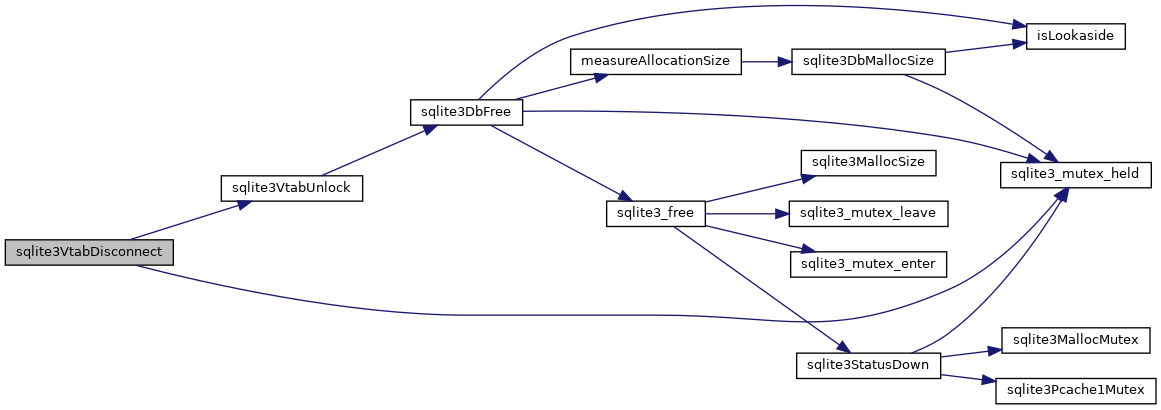 isLookaside
measureAllocationSize
sqlite3DbMallocSize
sqlite3DbFree
sqlite3MallocSize
sqlite3_mutex_held
sqlite3VtabUnlock
sqlite3_free
sqlite3_mutex_leave
sqlite3VtabDisconnect
sqlite3_mutex_enter
sqlite3MallocMutex
sqlite3StatusDown
sqlite3Pcache1Mutex